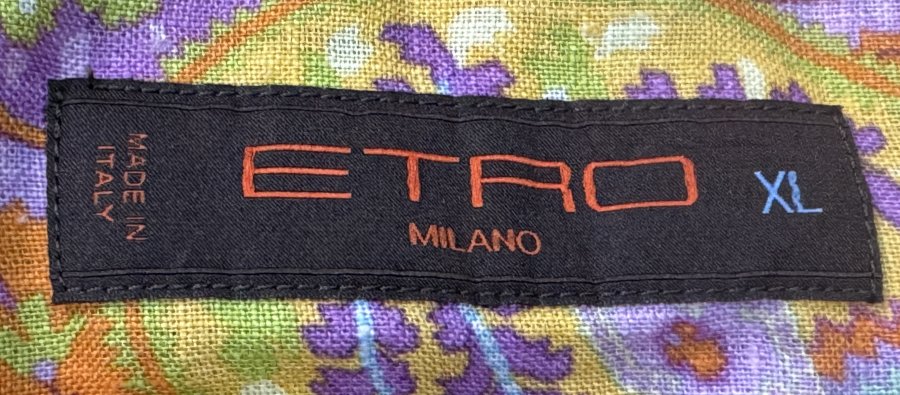 MADE IN
ITALY
ETRO
MILANO
XL